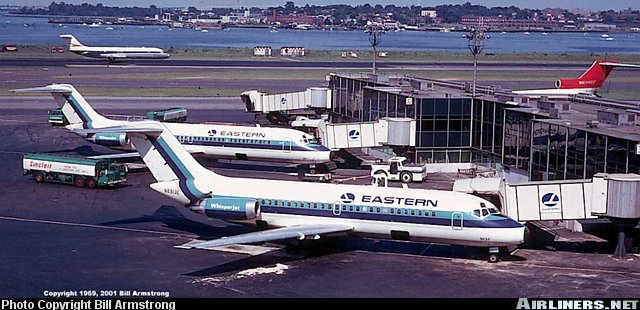 NORTHWEST
EASTERN
Sinclair
Whisperjet
EASTERN
Copyright 1969, 2001 Bill Armstrong
Photo Copyright Bill Armstrong
AIRLINERS.NET